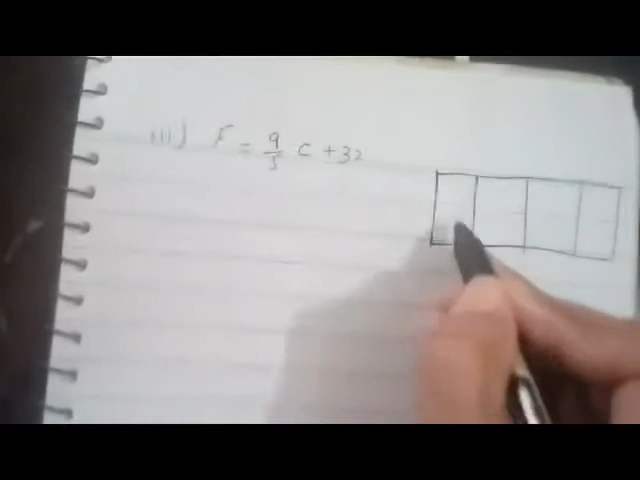 iii) F = 9/5 C + 32